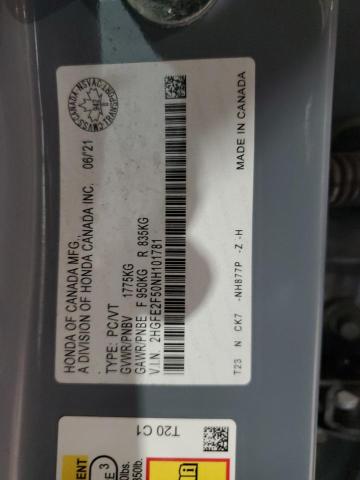 HONDA OF CANADA MFG.
A DIVISION OF HONDA CANADA INC. 06/'21
TYPE: PC/VT
GVWR/PNBV 1775KG
GAWR/PNBE F 950KG R 835KG
V.I.N. 2HGFE2F50NH101781
MADE IN CANADA
T23 N CK7 -NH877P -Z -H
T20 C1